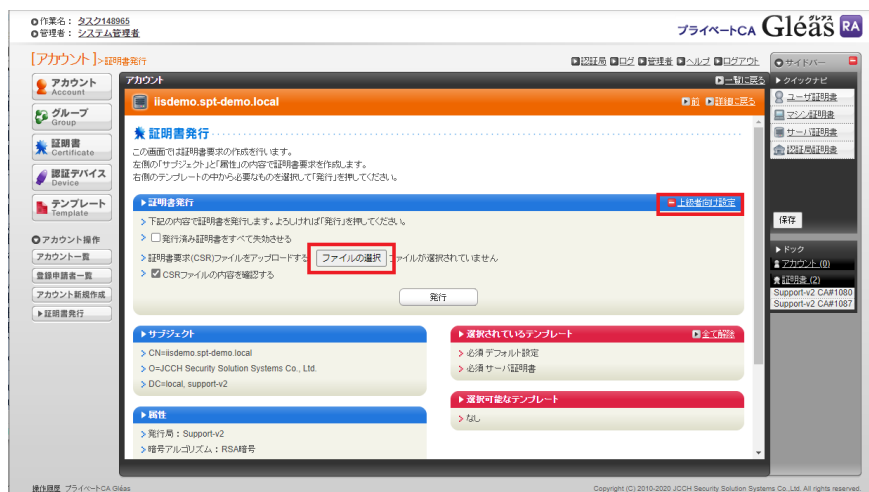 作業名： タスク148965
管理者： システム管理者
プライベートCA Gléas グレアス RA
[アカウント]>証明書発行
認証局 ログ 管理者 ヘルプ ログアウト
サイドバー
アカウント
Account
グループ
Group
証明書
Certificate
認証デバイス
Device
テンプレート
Template
アカウント操作
アカウント一覧
登録申請者一覧
アカウント新規作成
証明書発行
アカウント
一覧に戻る
iisdemo.spt-demo.local
前 詳細に戻る
証明書発行
この画面では証明書要求の作成を行います。
左側の「サブジェクト」と「属性」の内容で証明書要求を作成します。
右側のテンプレートの中から必要なものを選択して「発行」を押してください。
証明書発行
上級者向け設定
下記の内容で証明書を発行します。よろしければ「発行」を押してください。
発行済み証明書をすべて失効させる
証明書要求(CSR)ファイルをアップロードする ファイルの選択 ファイルが選択されていません
CSRファイルの内容を確認する
発行
サブジェクト
CN=iisdemo.spt-demo.local
O=JCCH Security Solution Systems Co., Ltd.
DC=local, support-v2
属性
発行局：Support-v2
暗号アルゴリズム：RSA暗号
選択されているテンプレート
全て解除
必須 デフォルト設定
必須 サーバ証明書
選択可能なテンプレート
なし
クイックナビ
ユーザ証明書
マシン証明書
サーバ証明書
認証局証明書
保存
ドック
アカウント (0)
証明書 (2)
Support-v2 CA#1080
Support-v2 CA#1087
操作履歴 プライベートCA Gléas
Copyright (C) 2010-2020 JCCH Security Solution Systems Co.,Ltd. All rights reserved.